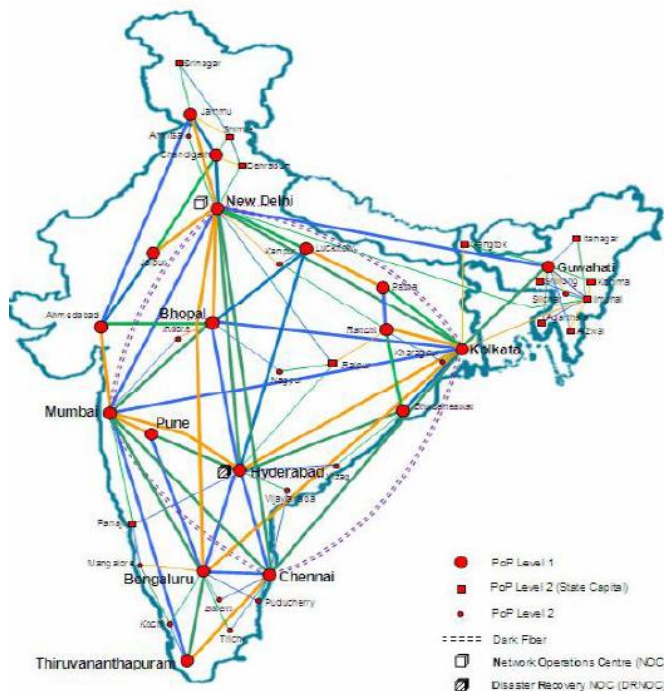 Srinagar
Jammu
Shimla
Chandigarh
Dehradun
New Delhi
Kanpur
Lucknow
Gangtok
Itanagar
Guwahati
Jaipur
Patna
Shillong
Kohima
Silchar
Imphal
Ahmedabad
Bhopal
Indore
Ranchi
Agartala
Aizwal
Kharagpur
Kolkata
Raipur
Nagpur
Mumbai
Pune
Bhubaneswar
Hyderabad
Vizag
Vijayawada
Panaji
Mangalore
Bengaluru
Chennai
Salem
Puducherry
Kochi
Trichy
Thiruvananthapuram
PoP Level 1
PoP Level 2 (State Capital)
PoP Level 2
Dark Fiber
Network Operations Centre (NOC)
Disaster Recovery NOC (DRNOC)